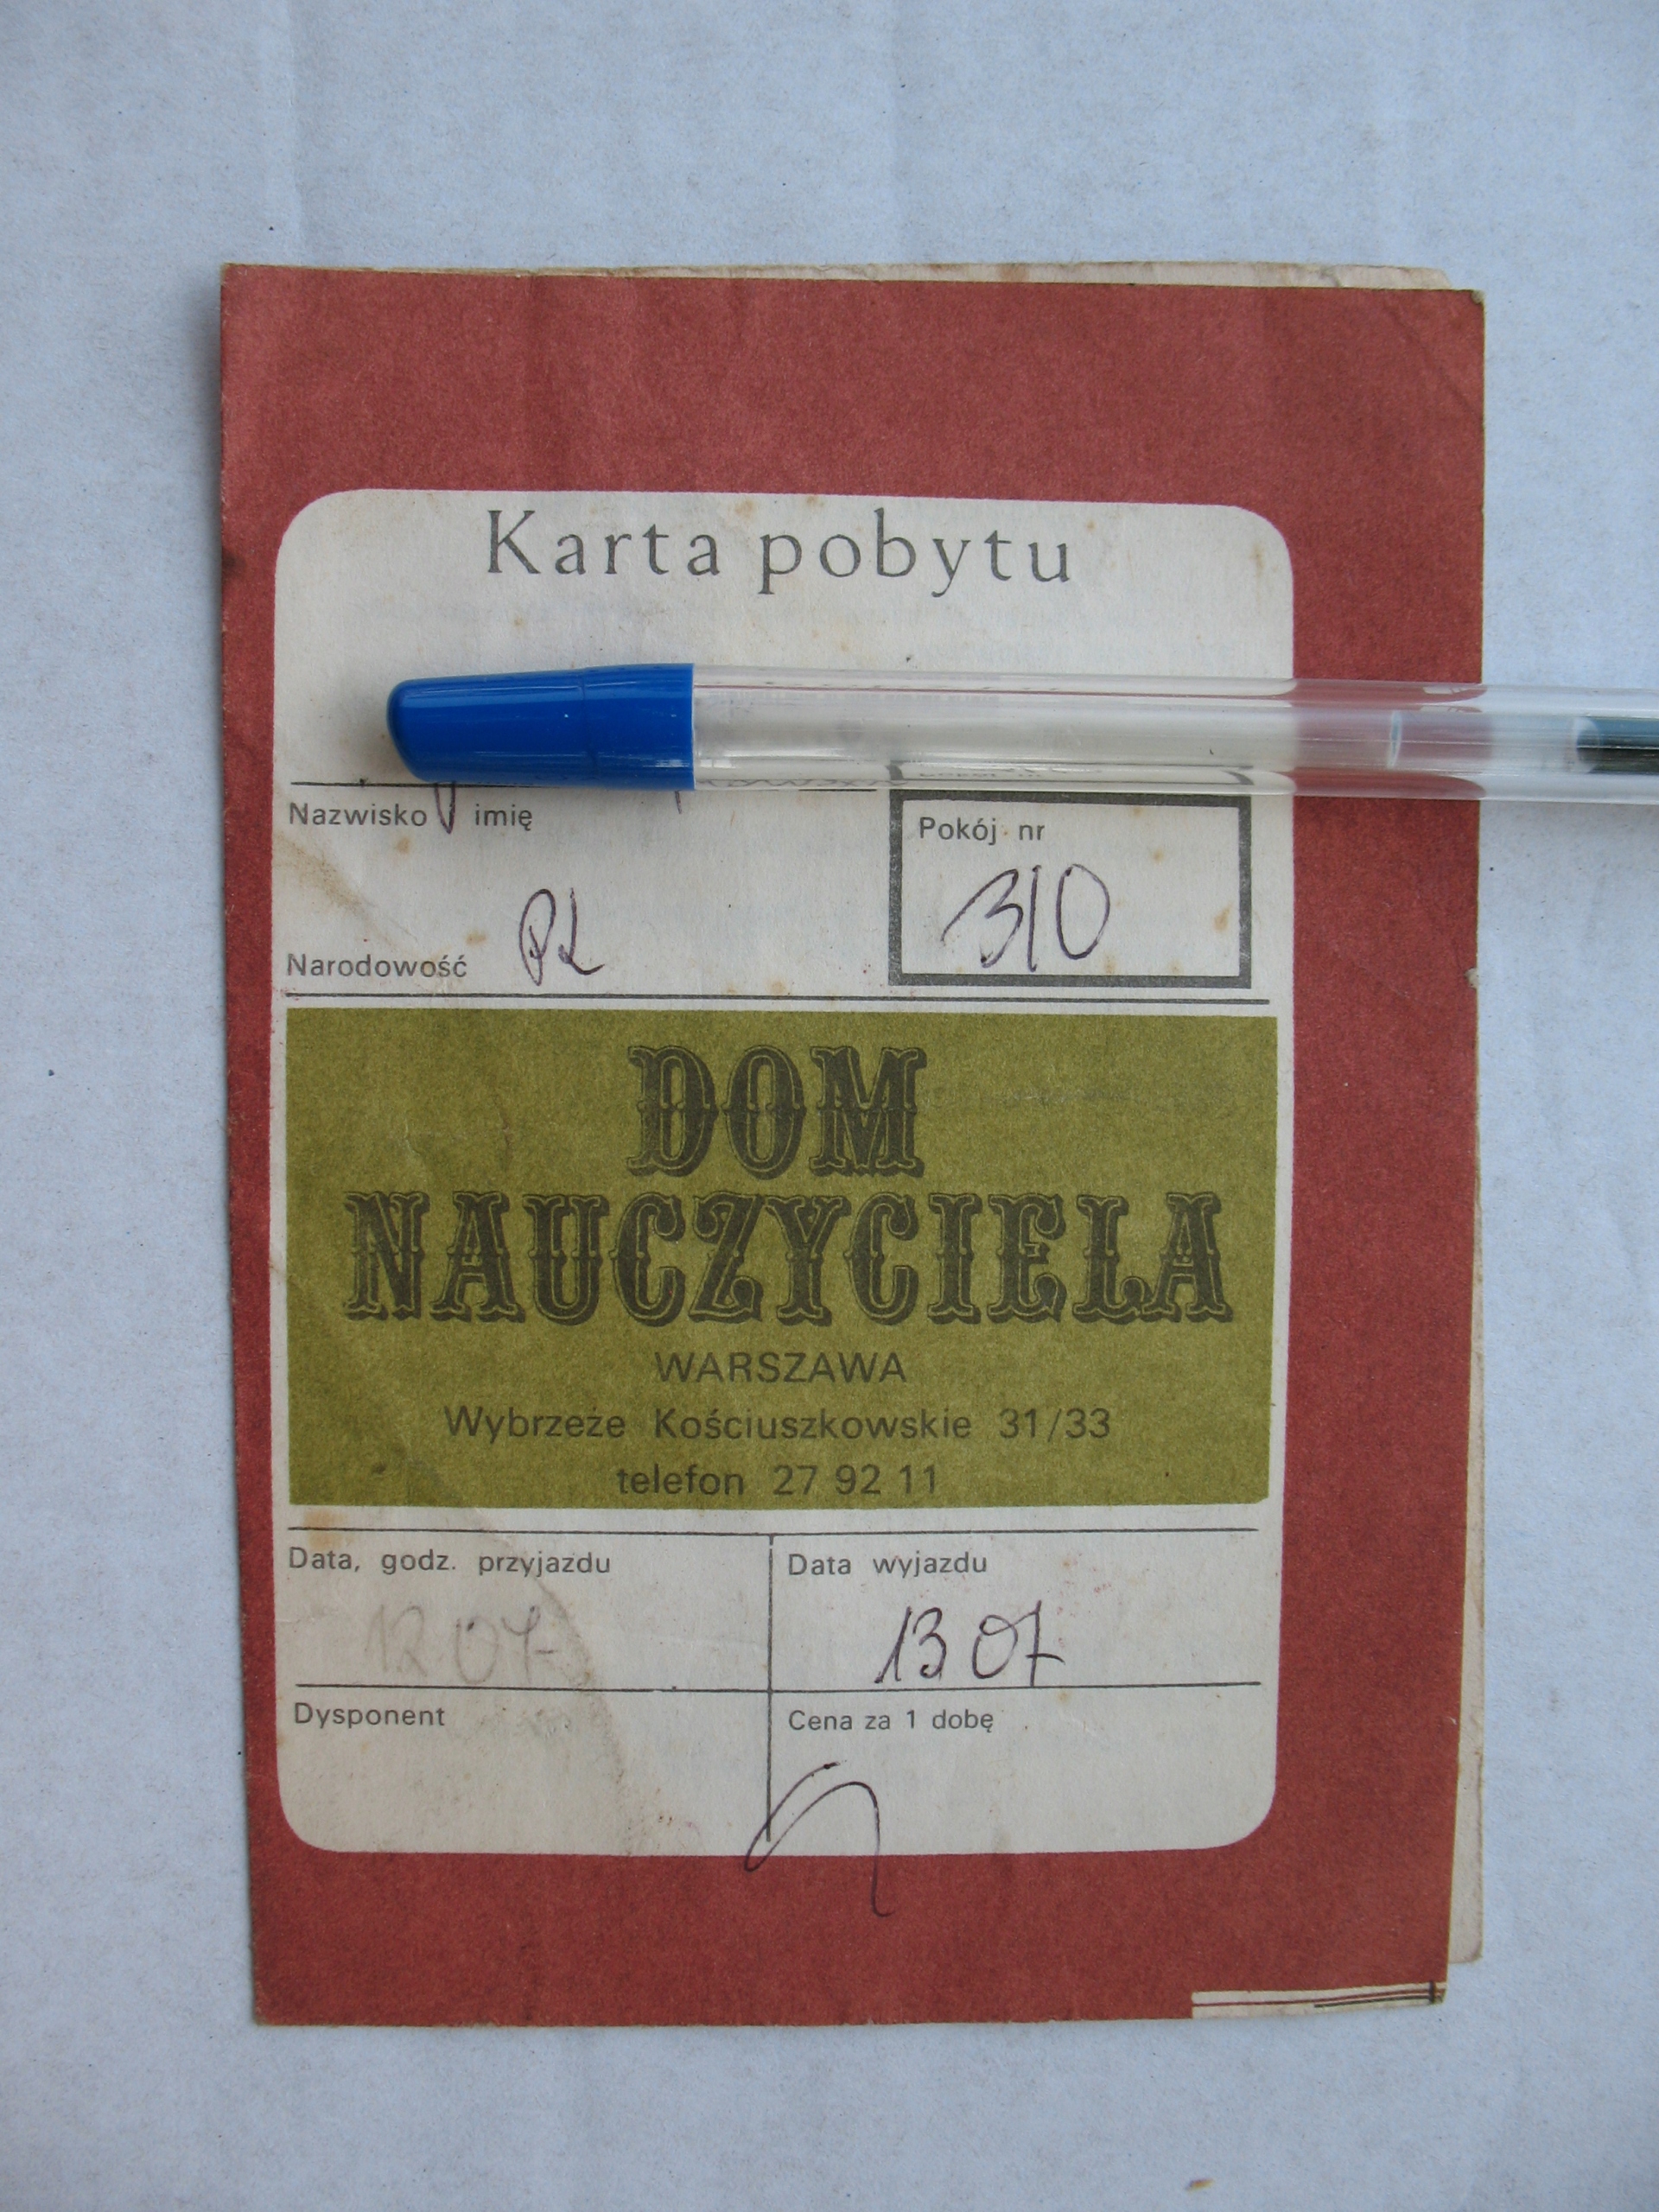 Karta pobytu
Nazwisko imię
Pokój nr
310
Narodowość PL
DOM
NAUCZYCIELA
WARSZAWA
Wybrzeże Kościuszkowskie 31/33
telefon 27 92 11
Data, godz. przyjazdu
Data wyjazdu
12 07
13 07
Dysponent
Cena za 1 dobę